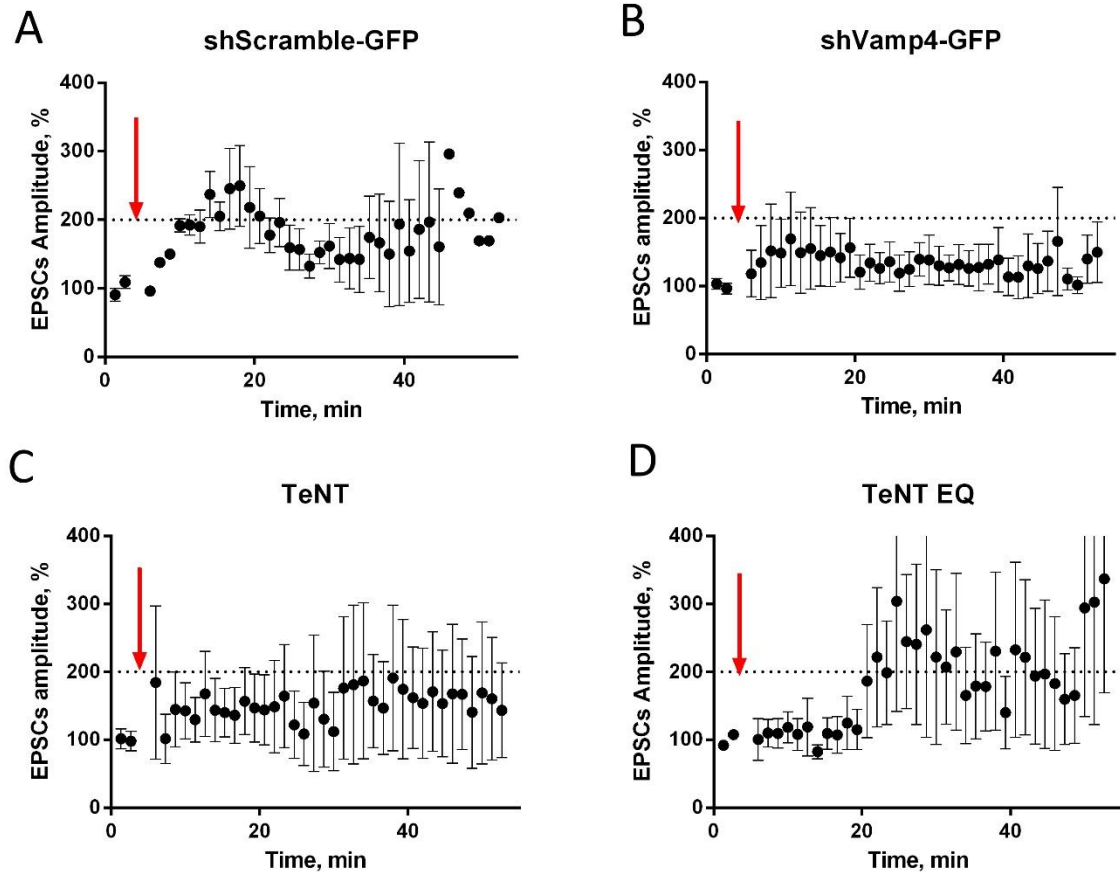 A
shScramble-GFP
EPSCs Amplitude, %
400
300
200
100
0
0 20 40
Time, min
B
shVamp4-GFP
EPSCs amplitude, %
400
300
200
100
0
0 20 40
Time, min
C
TeNT
EPSCs amplitude, %
400
300
200
100
0
0 20 40
Time, min
D
TeNT EQ
EPSCs Amplitude, %
400
300
200
100
0
0 20 40
Time, min